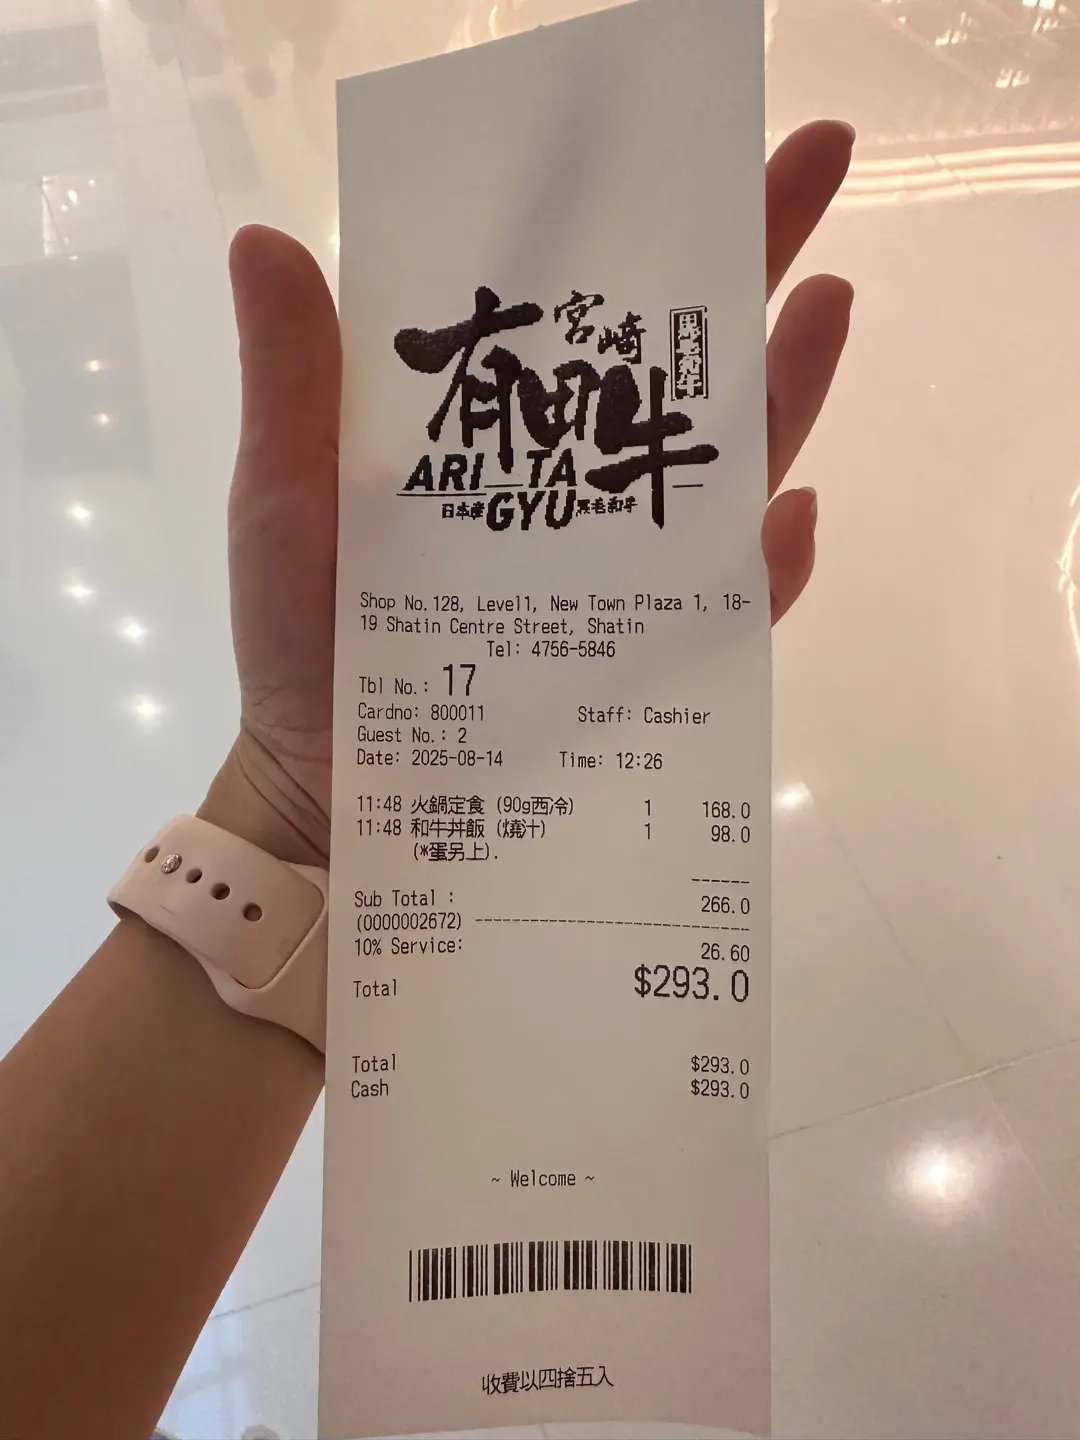 宮崎
有田牛
黒毛和牛
ARITA
日本産 GYU 黒毛和牛
Shop No.128, Level1, New Town Plaza 1, 18-
19 Shatin Centre Street, Shatin
Tel: 4756-5846
Tbl No.: 17
Cardno: 800011 Staff: Cashier
Guest No.: 2
Date: 2025-08-14 Time: 12:26
11:48 火鍋定食 (90g西冷) 1 168.0
11:48 和牛丼飯 (燒汁) 1 98.0
(*蛋另上).
------
Sub Total : 266.0
(0000002672) ------------------------------
10% Service: 26.60
Total $293.0
Total $293.0
Cash $293.0
~ Welcome ~
收費以四捨五入